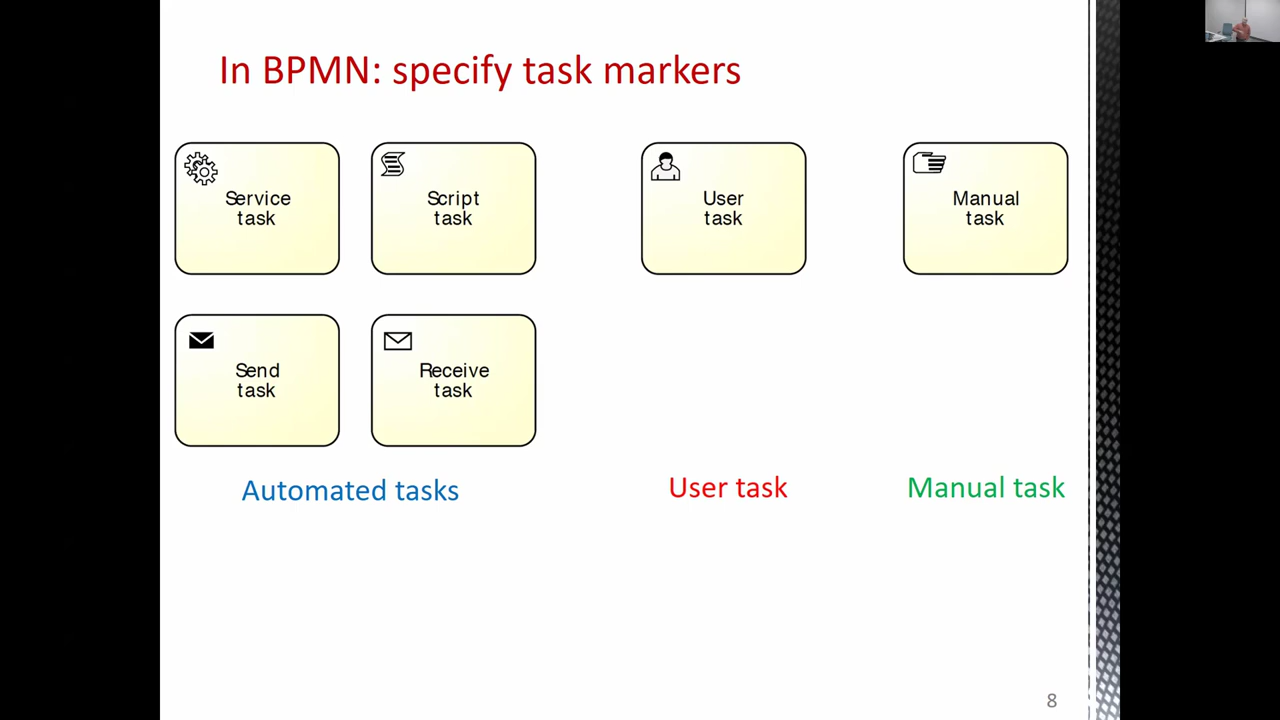 In BPMN: specify task markers
Service
task
Script
task
User
task
Manual
task
Send
task
Receive
task
Automated tasks
User task
Manual task
8